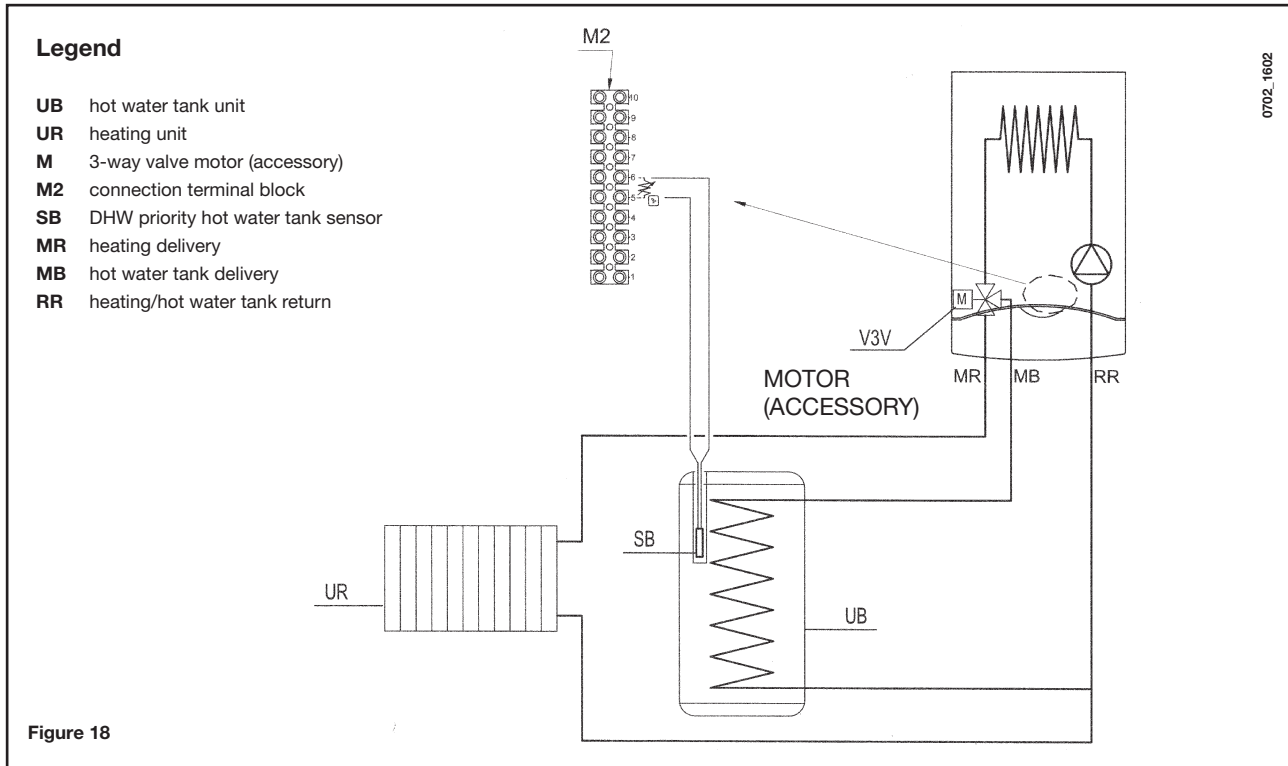 Legend
UB hot water tank unit
UR heating unit
M 3-way valve motor (accessory)
M2 connection terminal block
SB DHW priority hot water tank sensor
MR heating delivery
MB hot water tank delivery
RR heating/hot water tank return
M2
10
9
8
7
6
5
4
3
2
1
0702_1602
M
V3V
MOTOR
(ACCESSORY)
MR MB RR
SB
UR
UB
Figure 18